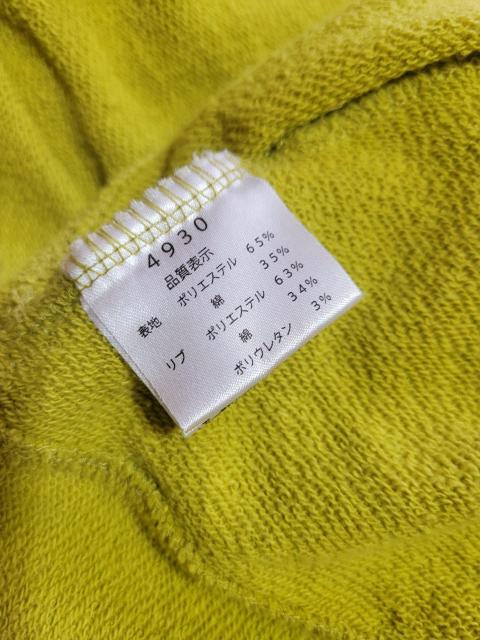 4930
品質表示
表地 ポリエステル 65%
綿 35%
リブ ポリエステル 63%
綿 34%
ポリウレタン 3%